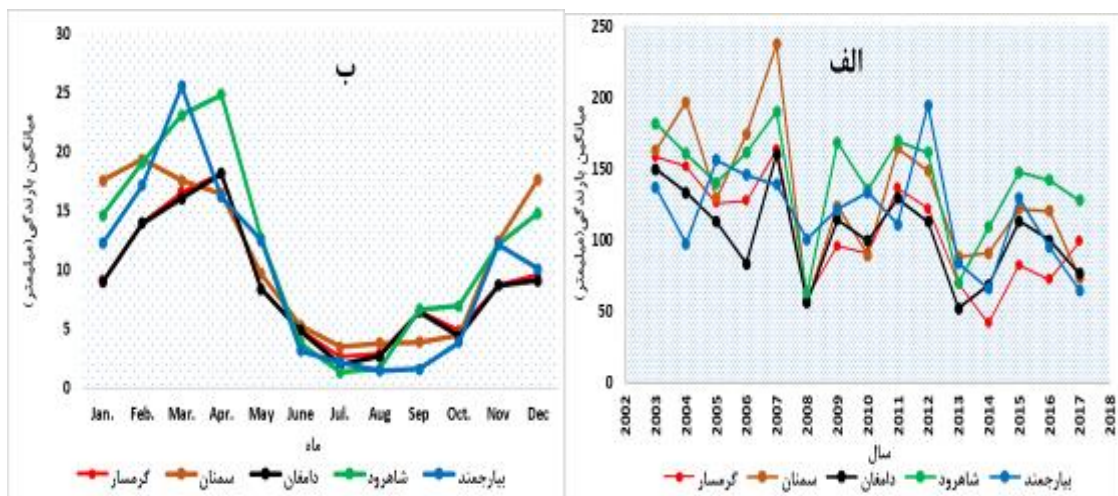 الف
میانگین بارندگی(میلیمتر)
250
200
150
100
50
0
2002 2003 2004 2005 2006 2007 2008 2009 2010 2011 2012 2013 2014 2015 2016 2017 2018
سال
گرمسار سمنان دامغان شاهرود بیارجمند
ب
میانگین بارندگی(میلیمتر)
30
25
20
15
10
5
0
Jan. Feb. Mar. Apr. May June Jul. Aug Sep Oct. Nov Dec
ماه
گرمسار سمنان دامغان شاهرود بیارجمند